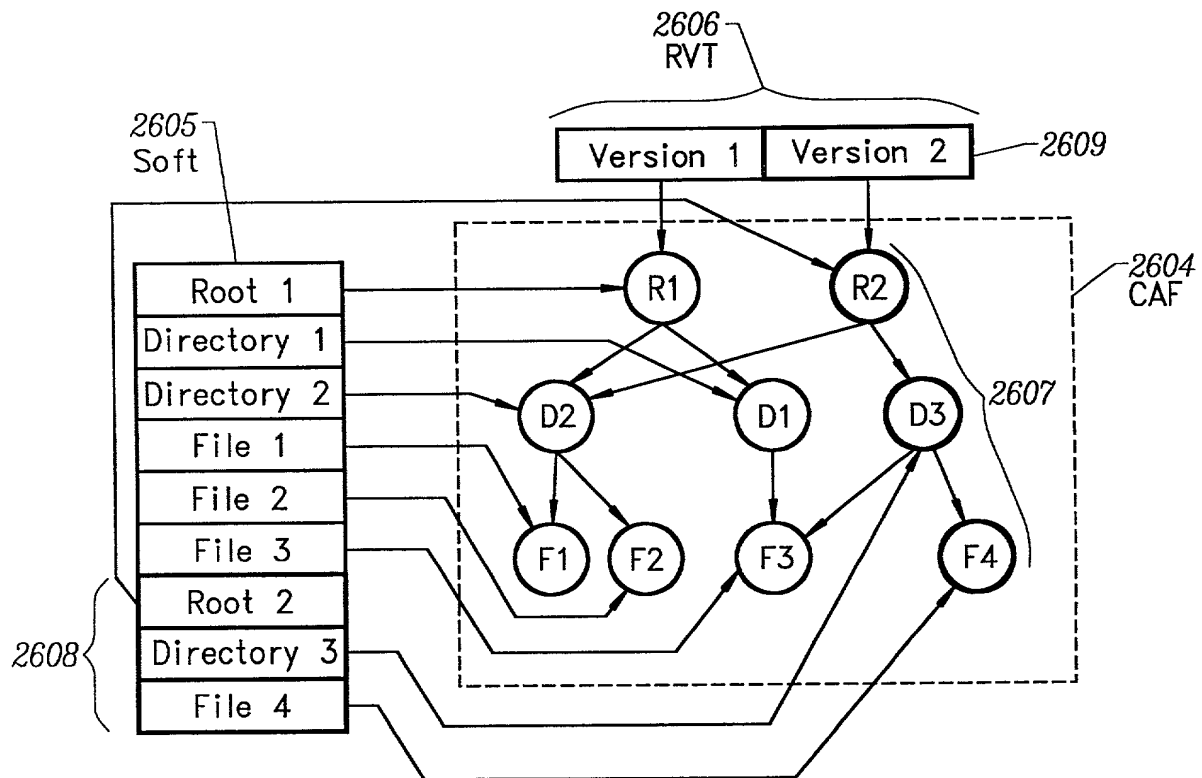 2606
RVT
2605
Soft
Version 1
Version 2
2609
Root 1
Directory 1
Directory 2
File 1
File 2
File 3
Root 2
Directory 3
File 4
2608
R1
R2
2604
CAF
D2
D1
D3
2607
F1
F2
F3
F4